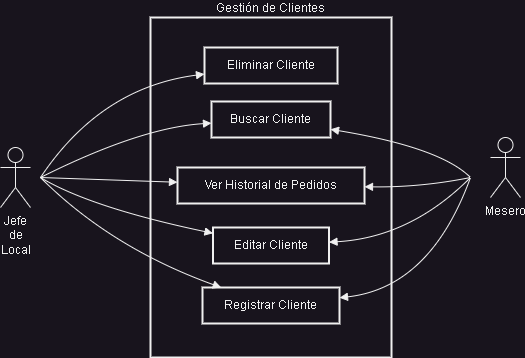 Gestión de Clientes
Eliminar Cliente
Buscar Cliente
Ver Historial de Pedidos
Editar Cliente
Registrar Cliente
Jefe
de
Local
Mesero